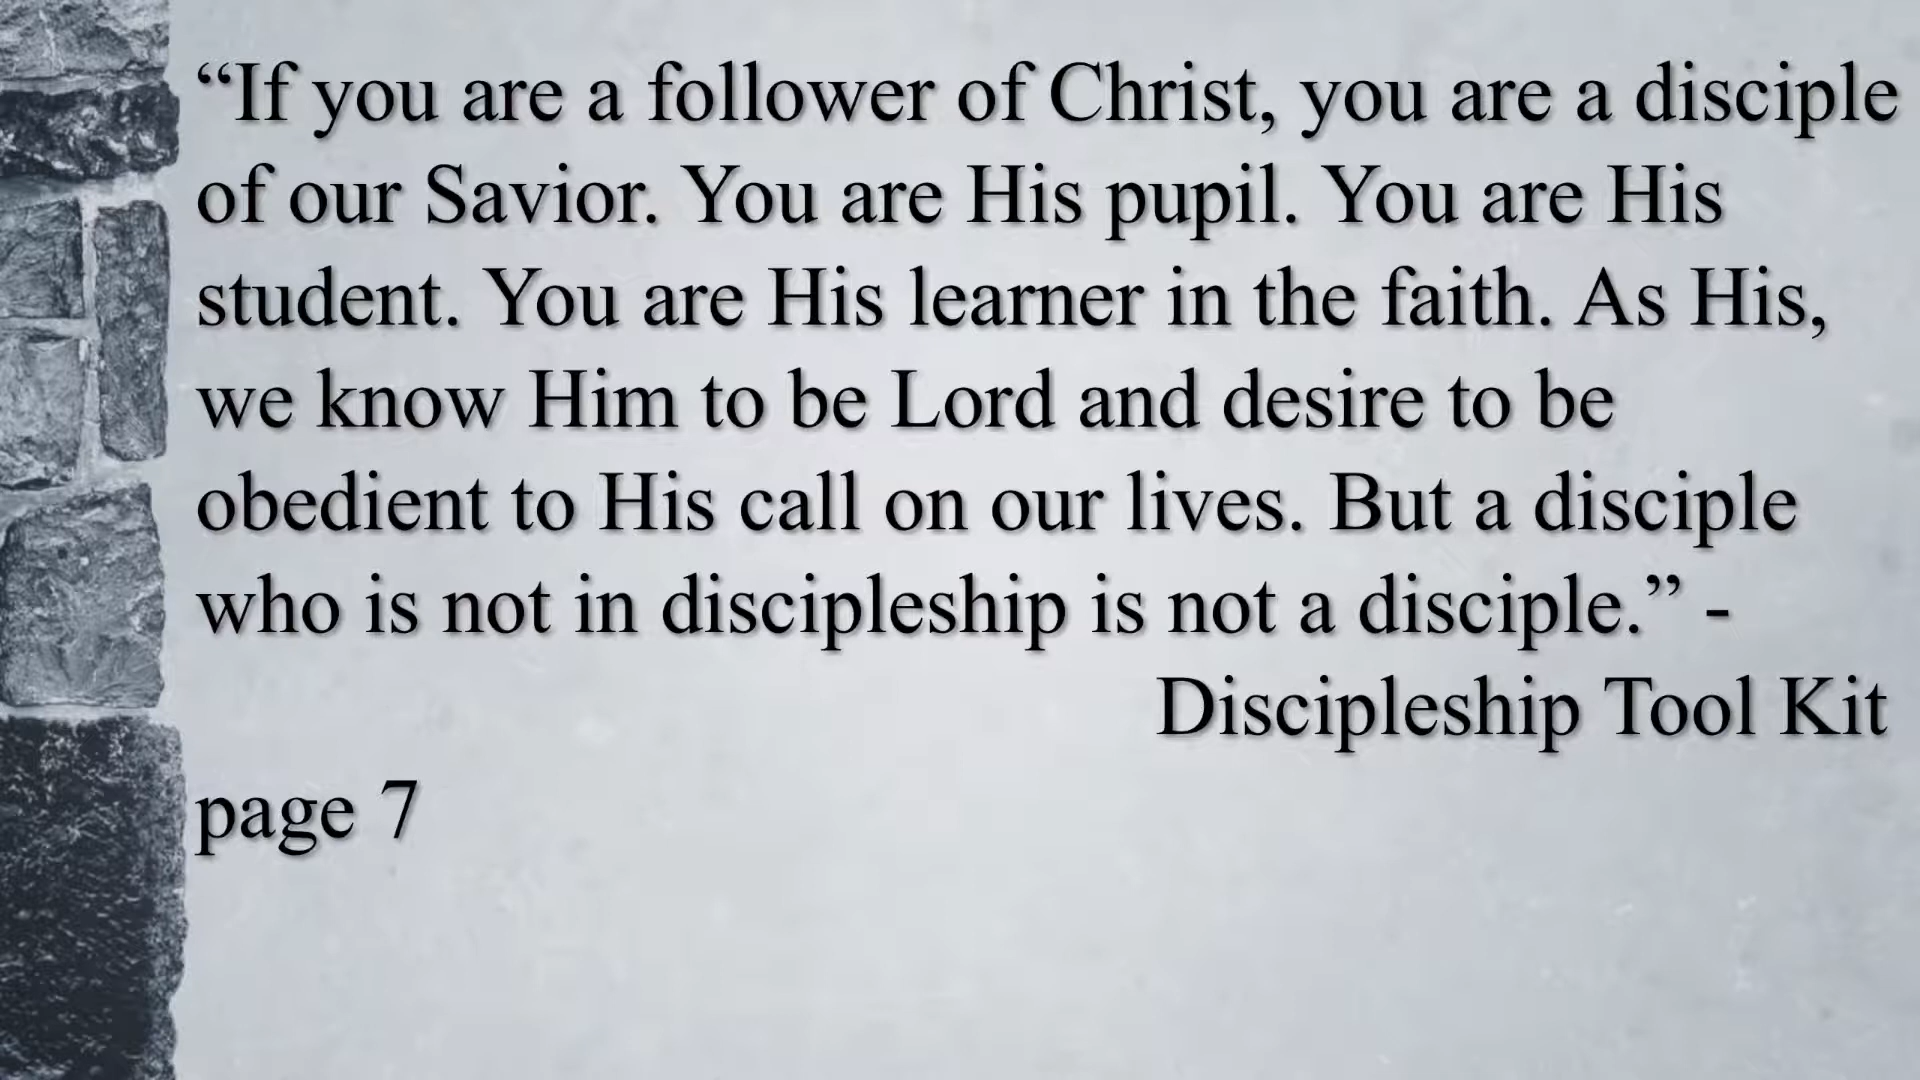 “If you are a follower of Christ, you are a disciple
of our Savior. You are His pupil. You are His
student. You are His learner in the faith. As His,
we know Him to be Lord and desire to be
obedient to His call on our lives. But a disciple
who is not in discipleship is not a disciple.” -
Discipleship Tool Kit
page 7